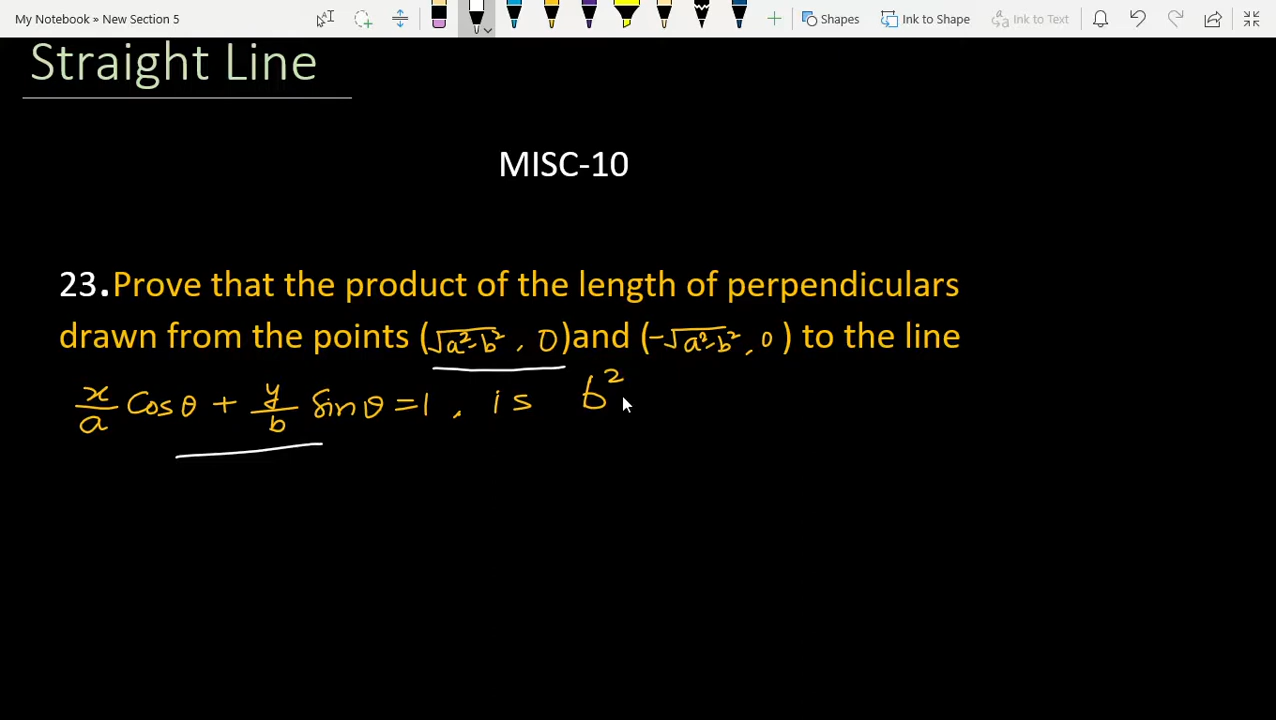 My Notebook » New Section 5
Shapes
Ink to Shape
Ink to Text
Straight Line
MISC-10
23.Prove that the product of the length of perpendiculars
drawn from the points (√a²-b² , 0)and (-√a²-b² , 0 ) to the line
x/a Cosθ + y/b Sinθ = 1 , is b²